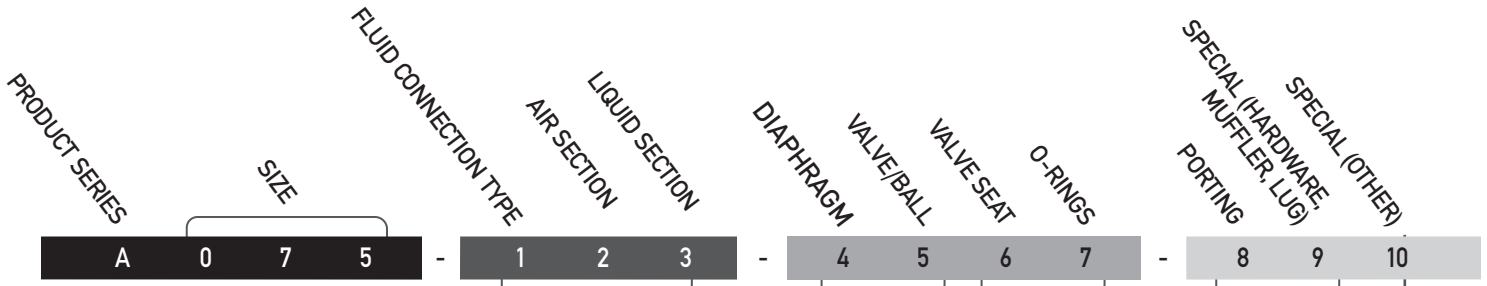 PRODUCT SERIES
SIZE
FLUID CONNECTION TYPE
AIR SECTION
LIQUID SECTION
DIAPHRAGM
VALVE/BALL
VALVE SEAT
O-RINGS
PORTING
SPECIAL (HARDWARE,
MUFFLER, LUG)
SPECIAL (OTHER)
A 0 7 5 - 1 2 3 - 4 5 6 7 - 8 9 10